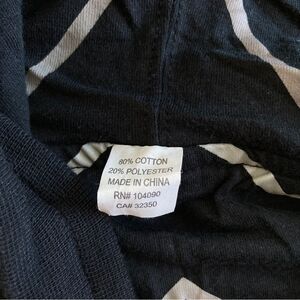 80% COTTON
20% POLYESTER
MADE IN CHINA
RN# 104090
CA# 32350